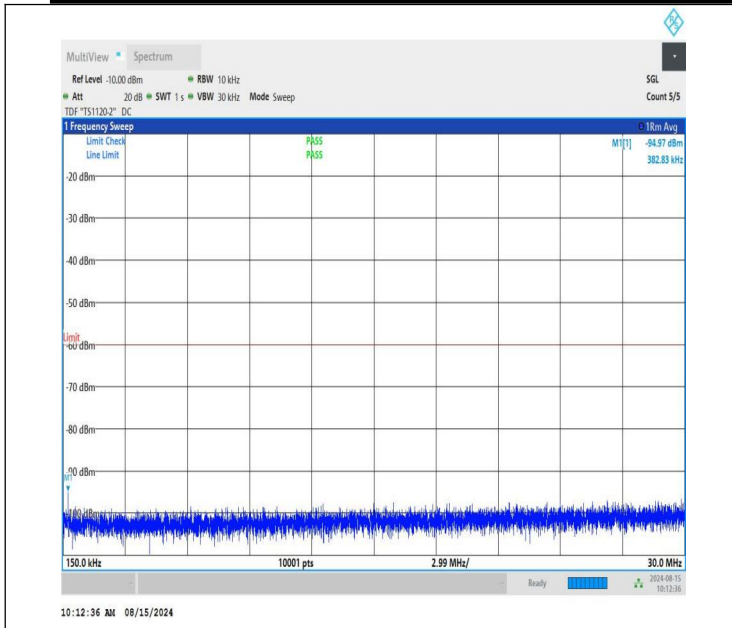 MultiView Spectrum
Ref Level -10.00 dBm RBW 10 kHz SGL
Att 20 dB SWT 1 s VBW 30 kHz Mode Sweep Count 5/5
TDF "TS1120-2" DC
1 Frequency Sweep 1Rm Avg
Limit Check PASS M1[1] -94.97 dBm
Line Limit PASS 382.83 kHz
-20 dBm
-30 dBm
-40 dBm
-50 dBm
Limit
-60 dBm
-70 dBm
-80 dBm
-90 dBm
M1
-100 dBm
150.0 kHz 10001 pts 2.99 MHz/ 30.0 MHz
Ready 2024-08-15
10:12:36
10:12:36 AM 08/15/2024